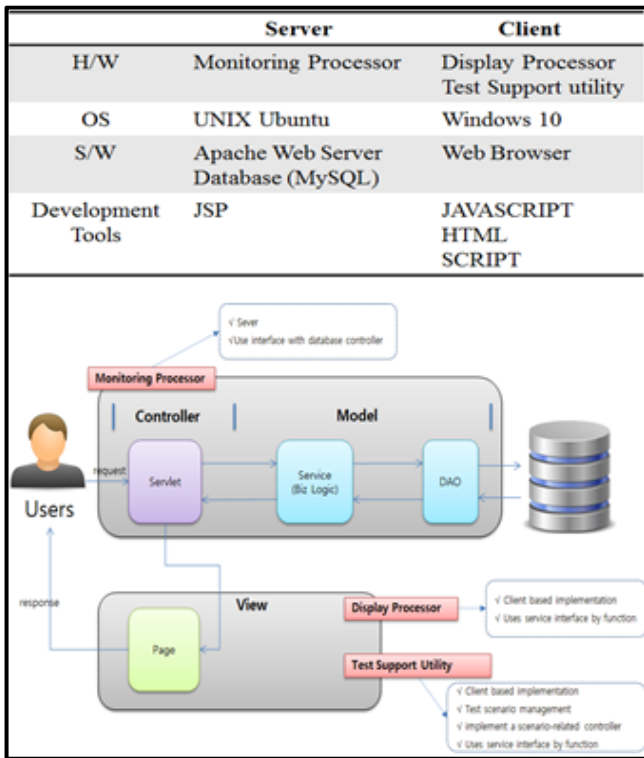 Server Client
H/W Monitoring Processor Display Processor
Test Support utility
OS UNIX Ubuntu Windows 10
S/W Apache Web Server Web Browser
Database (MySQL)
Development JSP JAVASCRIPT
Tools HTML
SCRIPT
√ Sever
√Use interface with database controller
Monitoring Processor
Controller Model
request
Servlet
Service
(Biz Logic)
DAO
Users
response
View
Page
Display Processor
√ Client based implementation
√ Uses service interface by function
Test Support Utility
√ Client based implementation
√ Test scenario management
√ implement a scenario-related controller
√ Uses service interface by function